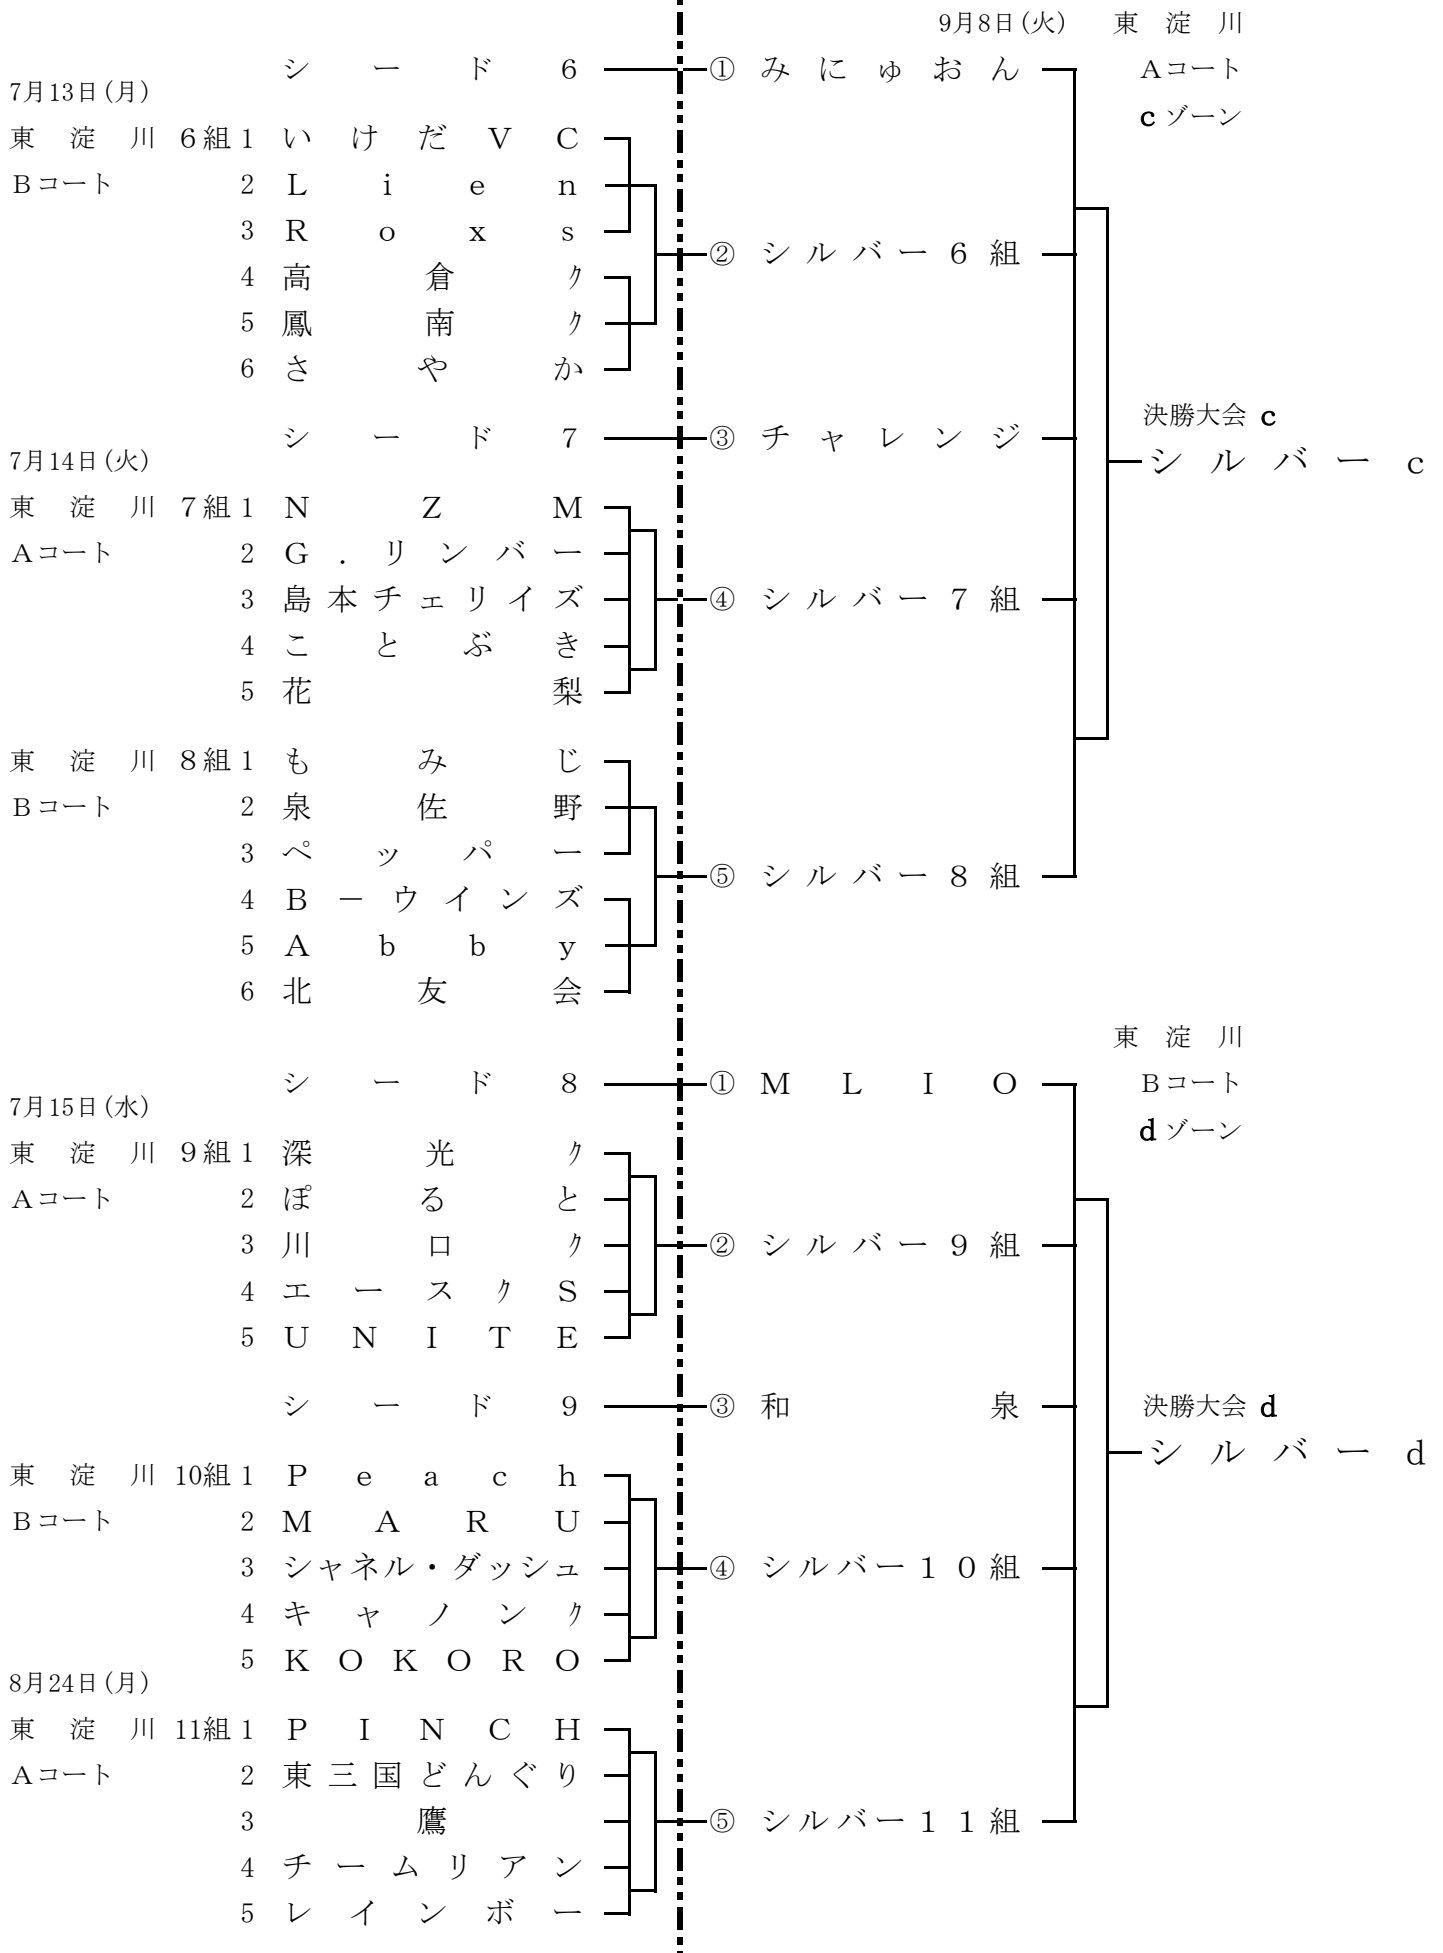 9月8日(火) 東淀川
シード6 ① みにゅおん Aコート
7月13日(月)
cゾーン
東淀川 6組 1 いけだVC
Bコート 2 Lien
3 Roxs
② シルバー6組
4 高倉ク
5 鳳南ク
6 さやか
決勝大会 c
シード7 ③ チャレンジ
7月14日(火)
シルバーc
東淀川 7組 1 NZM
Aコート 2 G.リンバー
3 島本チェリイズ ④ シルバー7組
4 ことぶき
5 花梨
東淀川 8組 1 もみじ
Bコート 2 泉佐野
3 ペッパー
⑤ シルバー8組
4 B-ウインズ
5 Abby
6 北友会
東淀川
シード8 ① MLIO Bコート
7月15日(水)
dゾーン
東淀川 9組 1 深光ク
Aコート 2 ぽると
3 川口ク ② シルバー9組
4 エースクS
5 UNITE
シード9 ③ 和泉 決勝大会 d
シルバーd
東淀川 10組 1 Peach
Bコート 2 MARU
3 シャネル・ダッシュ ④ シルバー10組
4 キャノンク
5 KOKORO
8月24日(月)
東淀川 11組 1 PINCH
Aコート 2 東三国どんぐり
3 鷹 ⑤ シルバー11組
4 チームリアン
5 レインボー